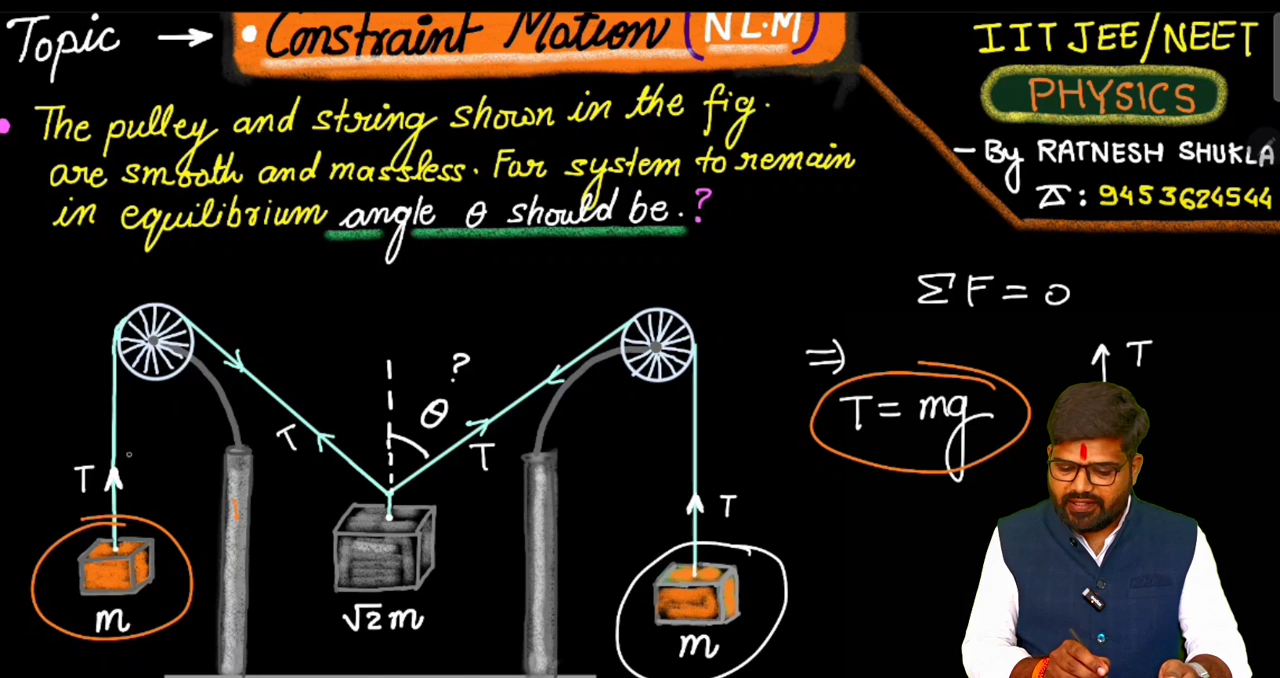 Topic → • Constraint Motion (NLM)
IIT JEE/NEET
PHYSICS
- By RATNESH SHUKLA
: 9453624544
• The pulley and string shown in the fig.
are smooth and massless. For system to remain
in equilibrium angle θ should be.?
ΣF = 0
⇒ T = mg
T
?
θ
T
T
T
T
m
√2 m
m